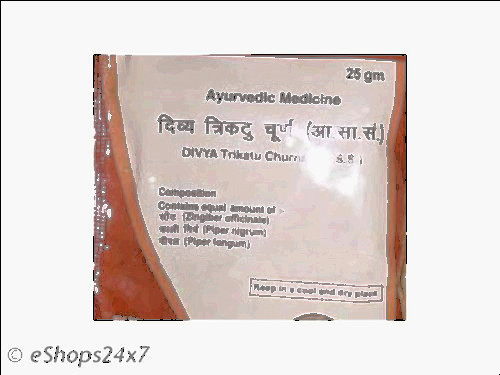 25 gm
Ayurvedic Medicine
दिव्य त्रिकटु चूर्ण (आ.सा.सं.)
DIVYA Trikatu
Composition
Contains equal amount of
सोंठ (Zingiber officinale)
काली मिर्च (Piper nigrum)
पीपल (Piper longum)
Keep in a cool and dry place
© eShops24x7